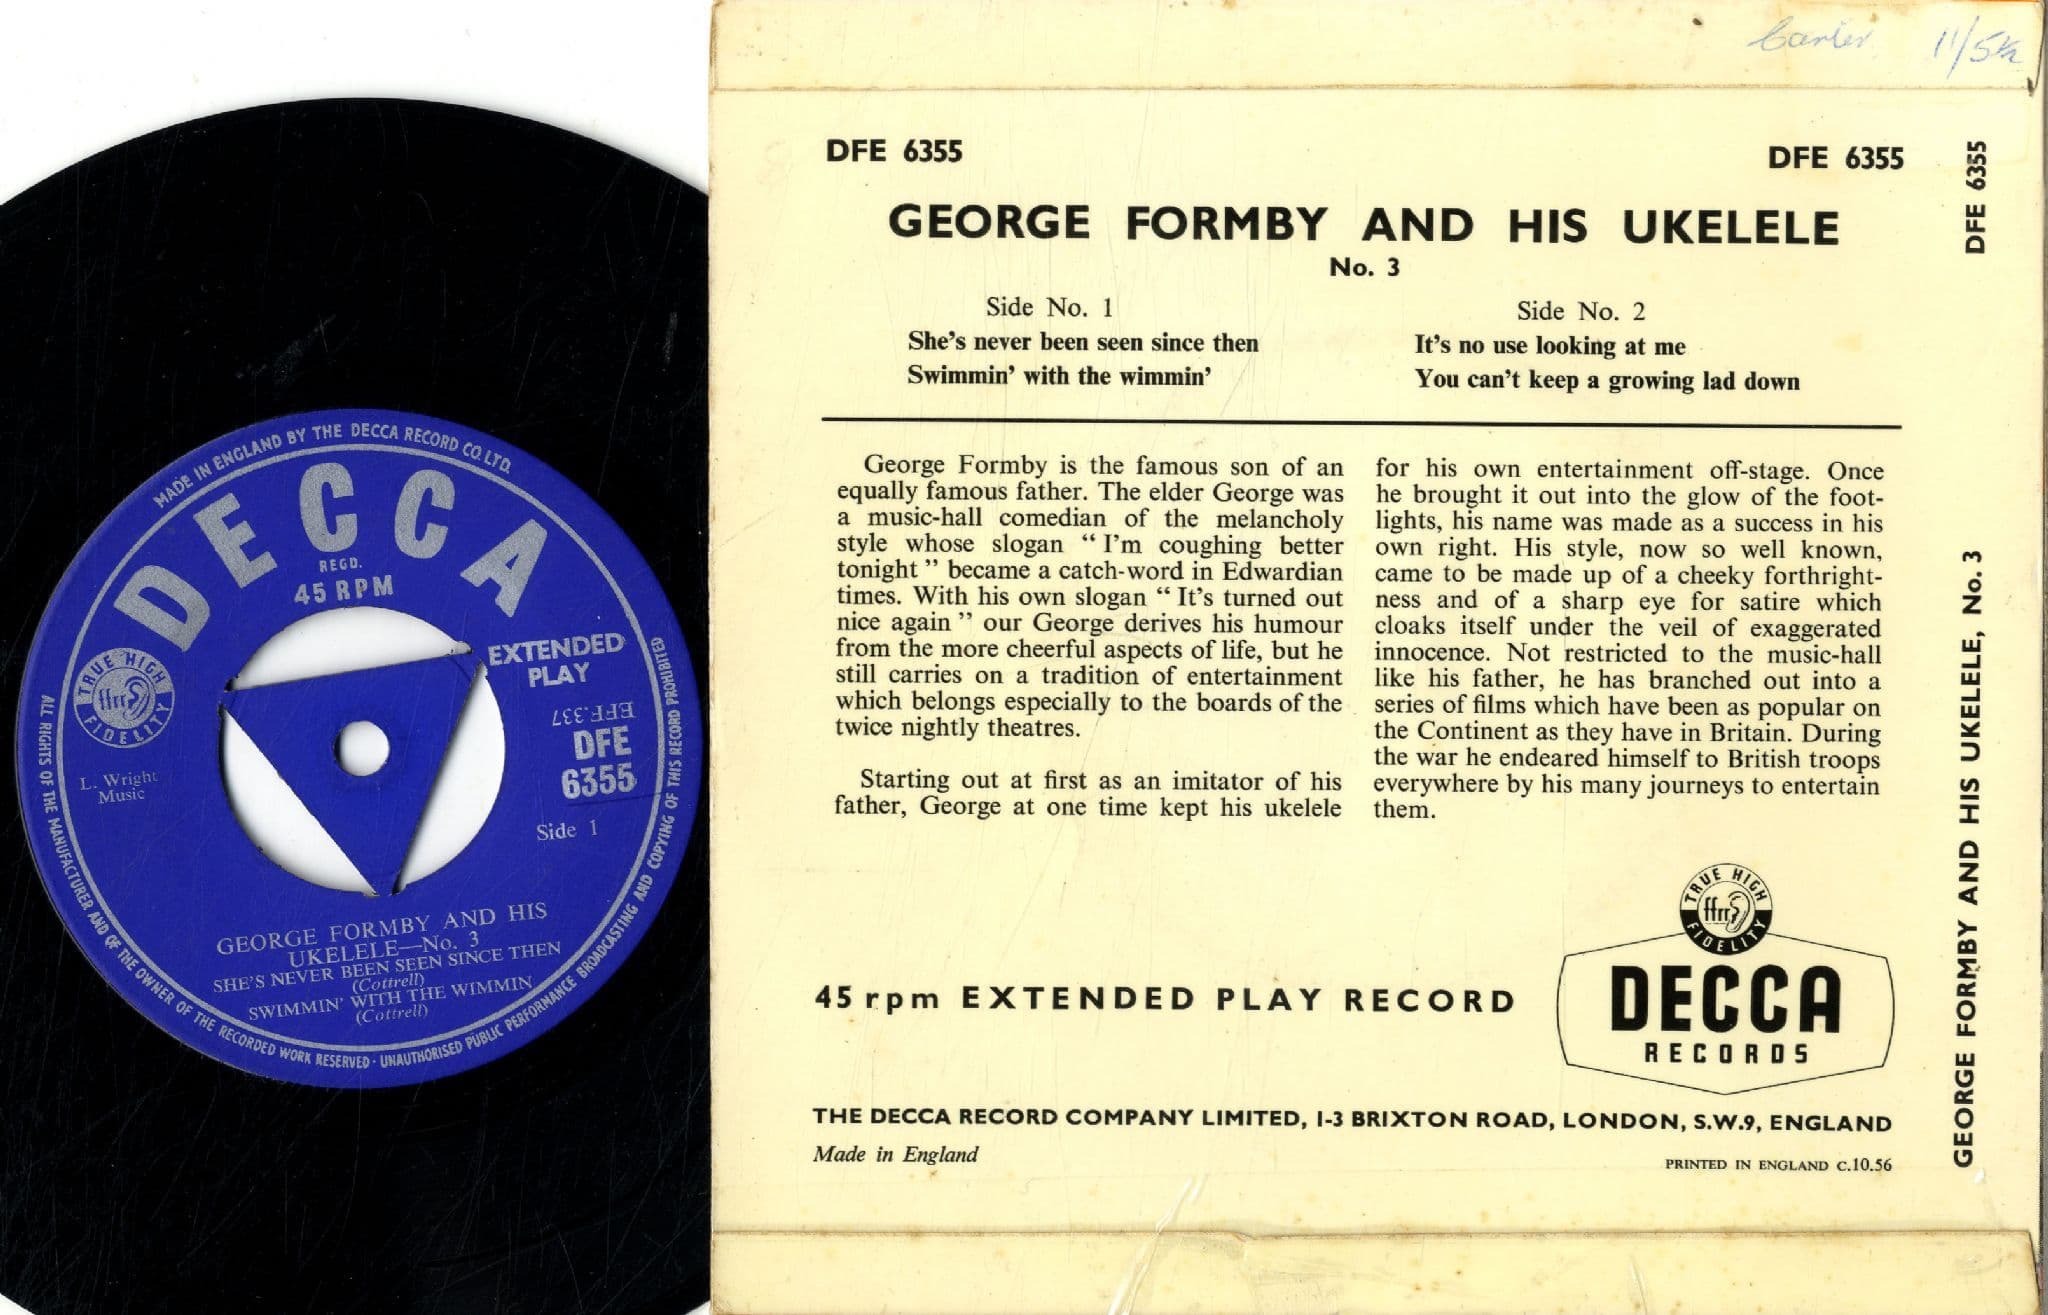 MADE IN ENGLAND BY THE DECCA RECORD CO. LTD.
DECCA
REGD.
45 RPM
TRUE HIGH
ffrr
FIDELITY
EXTENDED
PLAY
EFF.337
DFE
6355
L. Wright
Music
Side 1
GEORGE FORMBY AND HIS
UKELELE—No. 3
SHE'S NEVER BEEN SEEN SINCE THEN
(Cottrell)
SWIMMIN' WITH THE WIMMIN
(Cottrell)
ALL RIGHTS OF THE MANUFACTURER AND OF THE OWNER OF THE RECORDED WORK RESERVED · UNAUTHORISED PUBLIC PERFORMANCE BROADCASTING AND COPYING OF THIS RECORD PROHIBITED
11/5½
DFE 6355
DFE 6355
GEORGE FORMBY AND HIS UKELELE
No. 3
Side No. 1
She's never been seen since then
Swimmin' with the wimmin'
Side No. 2
It's no use looking at me
You can't keep a growing lad down
George Formby is the famous son of an
equally famous father. The elder George was
a music-hall comedian of the melancholy
style whose slogan “ I'm coughing better
tonight ” became a catch-word in Edwardian
times. With his own slogan “ It's turned out
nice again ” our George derives his humour
from the more cheerful aspects of life, but he
still carries on a tradition of entertainment
which belongs especially to the boards of the
twice nightly theatres.
Starting out at first as an imitator of his
father, George at one time kept his ukelele
for his own entertainment off-stage. Once
he brought it out into the glow of the foot-
lights, his name was made as a success in his
own right. His style, now so well known,
came to be made up of a cheeky forthright-
ness and of a sharp eye for satire which
cloaks itself under the veil of exaggerated
innocence. Not restricted to the music-hall
like his father, he has branched out into a
series of films which have been as popular on
the Continent as they have in Britain. During
the war he endeared himself to British troops
everywhere by his many journeys to entertain
them.
45 rpm EXTENDED PLAY RECORD
TRUE HIGH
ffrr
FIDELITY
DECCA
RECORDS
THE DECCA RECORD COMPANY LIMITED, 1-3 BRIXTON ROAD, LONDON, S.W.9, ENGLAND
Made in England
PRINTED IN ENGLAND C.10.56
DFE 6355
GEORGE FORMBY AND HIS UKELELE, No. 3